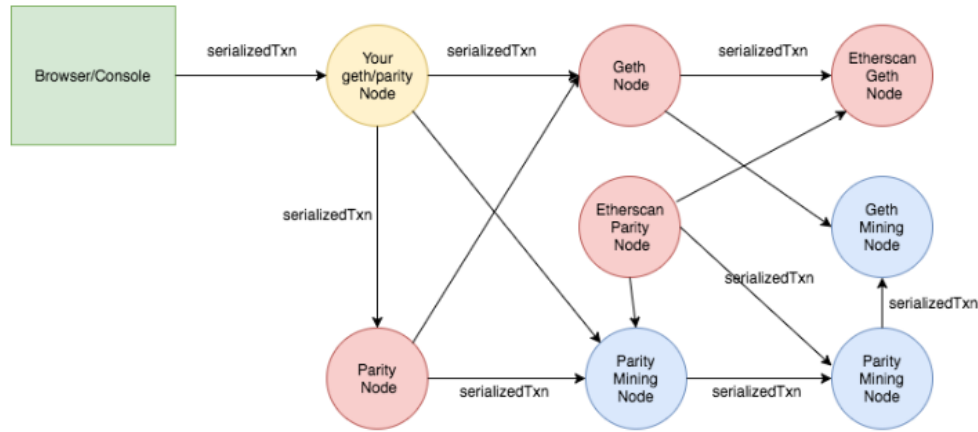 serializedTxn
serializedTxn
serializedTxn
Browser/Console
Your
geth/parity
Node
Geth
Node
Etherscan
Geth
Node
serializedTxn
Etherscan
Parity
Node
Geth
Mining
Node
serializedTxn
serializedTxn
Parity
Node
serializedTxn
Parity
Mining
Node
serializedTxn
Parity
Mining
Node